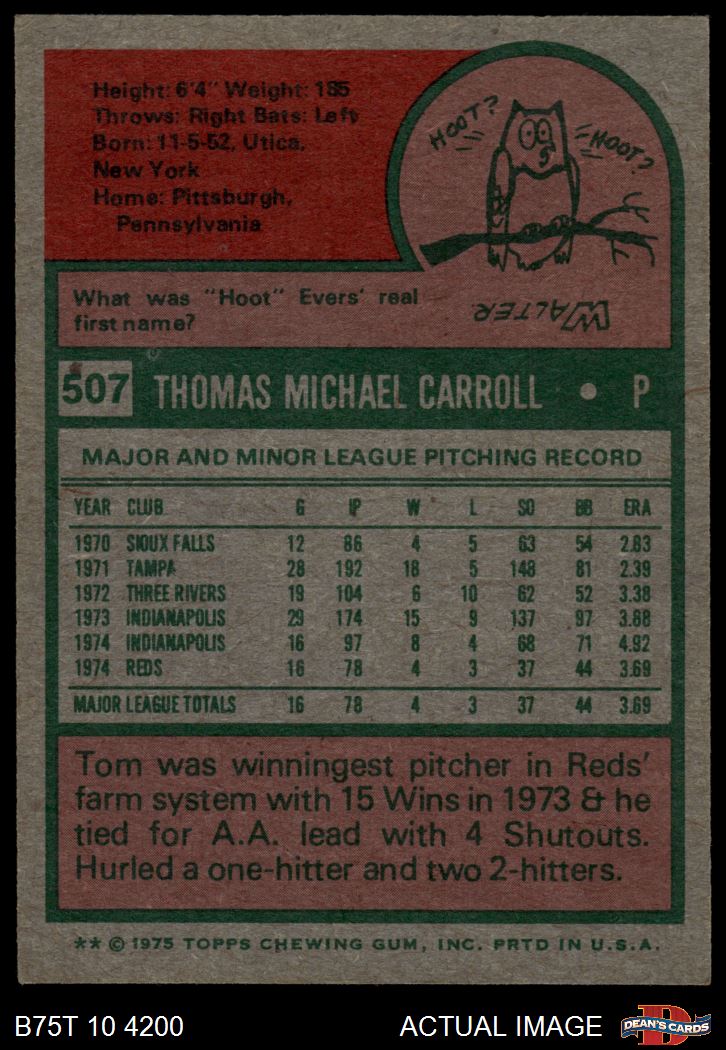 Height: 6'4" Weight: 185
Throws: Right Bats: Left
Born: 11-5-52, Utica,
New York
Home: Pittsburgh,
Pennsylvania
HOOT?
HOOT?
What was "Hoot" Evers' real
first name?
WALTER
507 THOMAS MICHAEL CARROLL • P
MAJOR AND MINOR LEAGUE PITCHING RECORD
YEAR CLUB G IP W L SO BB ERA
1970 SIOUX FALLS 12 86 4 5 63 54 2.83
1971 TAMPA 28 192 18 5 148 81 2.39
1972 THREE RIVERS 19 104 6 10 62 52 3.38
1973 INDIANAPOLIS 29 174 15 9 137 97 3.88
1974 INDIANAPOLIS 16 97 8 4 68 71 4.92
1974 REDS 16 78 4 3 37 44 3.69
MAJOR LEAGUE TOTALS 16 78 4 3 37 44 3.69
Tom was winningest pitcher in Reds'
farm system with 15 Wins in 1973 & he
tied for A.A. lead with 4 Shutouts.
Hurled a one-hitter and two 2-hitters.
** © 1975 TOPPS CHEWING GUM, INC. PRTD IN U.S.A.
B75T 10 4200
ACTUAL IMAGE
D
DEAN'S CARDS